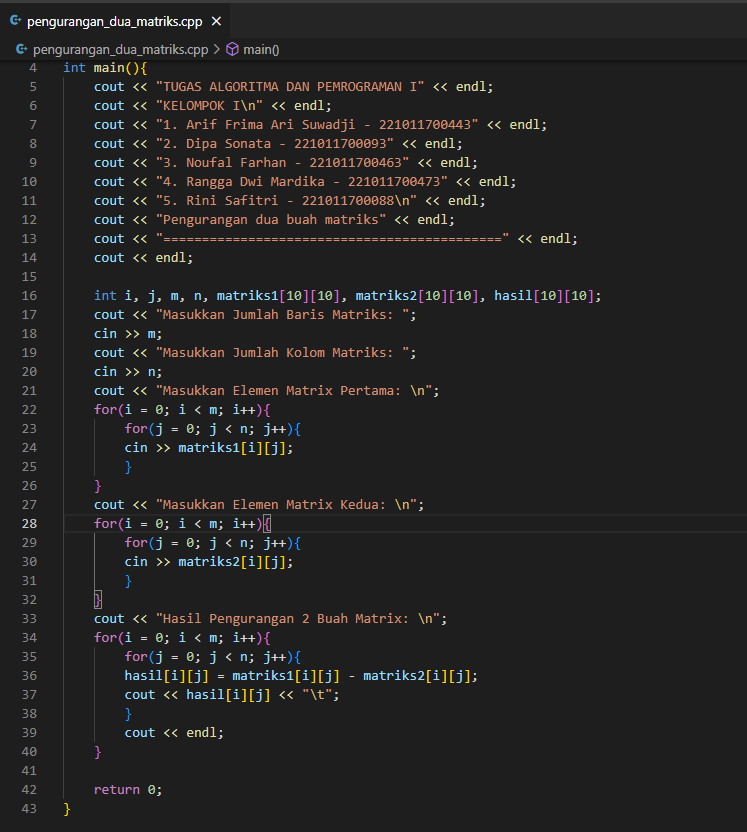 pengurangan_dua_matriks.cpp ×
pengurangan_dua_matriks.cpp > main()
4 int main(){
5 cout << "TUGAS ALGORITMA DAN PEMROGRAMAN I" << endl;
6 cout << "KELOMPOK I\n" << endl;
7 cout << "1. Arif Frima Ari Suwadji - 221011700443" << endl;
8 cout << "2. Dipa Sonata - 221011700093" << endl;
9 cout << "3. Noufal Farhan - 221011700463" << endl;
10 cout << "4. Rangga Dwi Mardika - 221011700473" << endl;
11 cout << "5. Rini Safitri - 221011700088\n" << endl;
12 cout << "Pengurangan dua buah matriks" << endl;
13 cout << "============================================" << endl;
14 cout << endl;
15
16 int i, j, m, n, matriks1[10][10], matriks2[10][10], hasil[10][10];
17 cout << "Masukkan Jumlah Baris Matriks: ";
18 cin >> m;
19 cout << "Masukkan Jumlah Kolom Matriks: ";
20 cin >> n;
21 cout << "Masukkan Elemen Matrix Pertama: \n";
22 for(i = 0; i < m; i++){
23 for(j = 0; j < n; j++){
24 cin >> matriks1[i][j];
25 }
26 }
27 cout << "Masukkan Elemen Matrix Kedua: \n";
28 for(i = 0; i < m; i++){
29 for(j = 0; j < n; j++){
30 cin >> matriks2[i][j];
31 }
32 }
33 cout << "Hasil Pengurangan 2 Buah Matrix: \n";
34 for(i = 0; i < m; i++){
35 for(j = 0; j < n; j++){
36 hasil[i][j] = matriks1[i][j] - matriks2[i][j];
37 cout << hasil[i][j] << "\t";
38 }
39 cout << endl;
40 }
41
42 return 0;
43 }